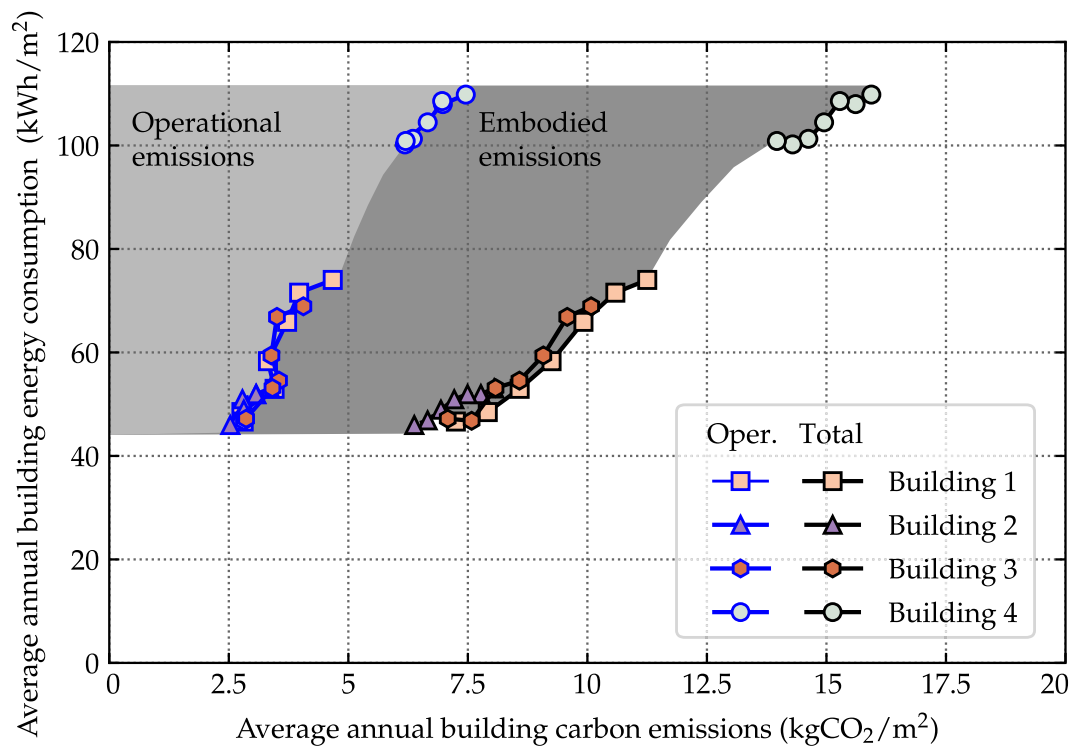 Average annual building energy consumption (kWh/m²)
120
100
80
60
40
20
0
Operational
emissions
Embodied
emissions
Oper. Total
Building 1
Building 2
Building 3
Building 4
0 2.5 5 7.5 10 12.5 15 17.5 20
Average annual building carbon emissions (kgCO₂/m²)